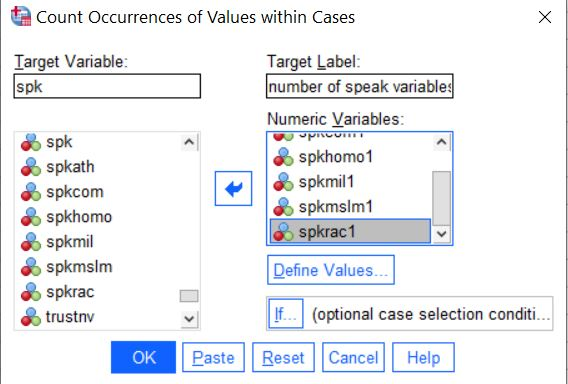 Count Occurrences of Values within Cases
Target Variable:
spk
Target Label:
number of speak variables
Numeric Variables:
spk
spkath
spkcom
spkhomo
spkmil
spkmslm
spkrac
trustnv
spkcom1
spkhomo1
spkmil1
spkmslm1
spkrac1
Define Values...
If... (optional case selection conditi...
OK Paste Reset Cancel Help